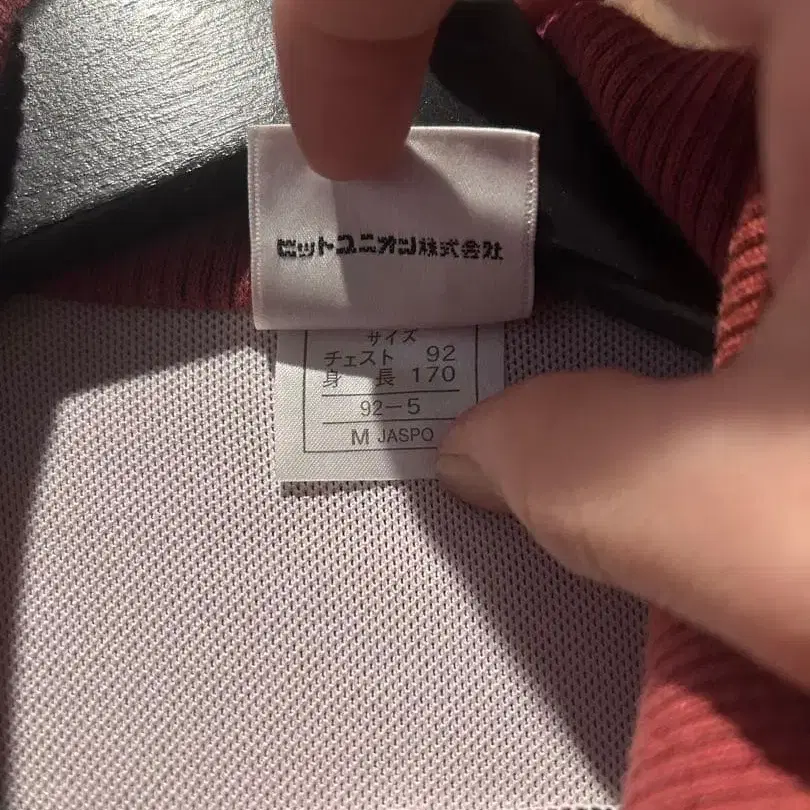 ヒットユニオン株式会社
サイズ
チェスト 92
身 長 170
92-5
M JASPO